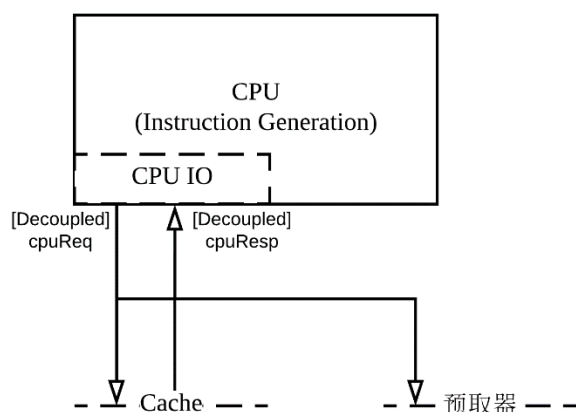 CPU
(Instruction Generation)
CPU IO
[Decoupled]
cpuReq
[Decoupled]
cpuResp
Cache
预取器